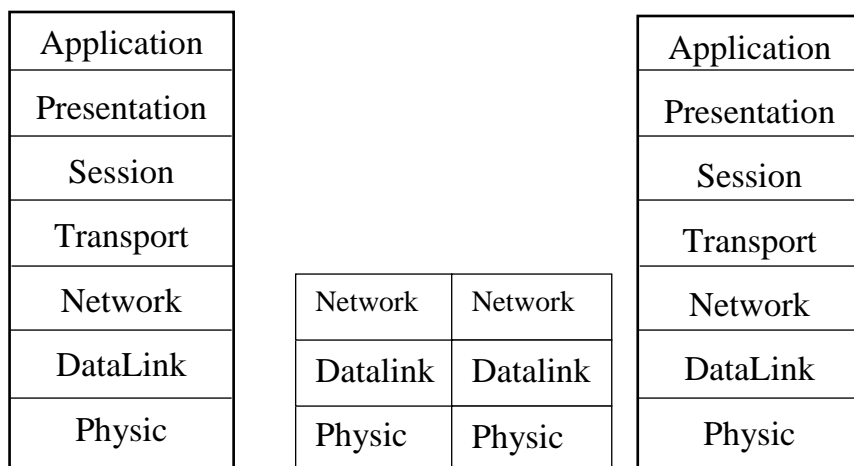 Application
Presentation
Session
Transport
Network
DataLink
Physic
Network Network
Datalink Datalink
Physic Physic
Application
Presentation
Session
Transport
Network
DataLink
Physic